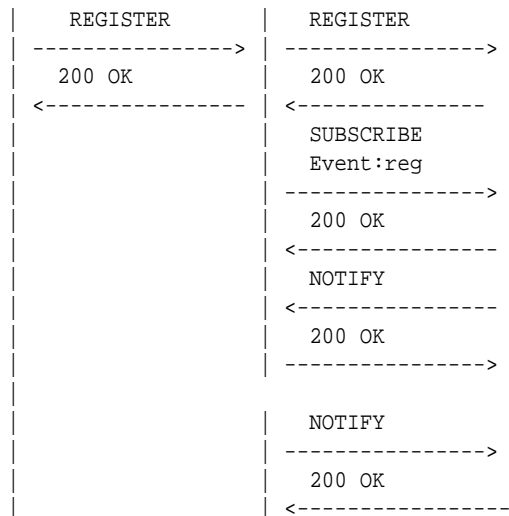 |    REGISTER           |   REGISTER
| ----------------> | ---------------->
|   200 OK              |   200 OK
| <---------------- | <---------------
|                       |   SUBSCRIBE
|                       |   Event:reg
|                       | ---------------->
|                       |   200 OK
|                       | <----------------
|                       |   NOTIFY
|                       | <----------------
|                       |   200 OK
|                       | ---------------->
|
|                       |   NOTIFY
|                       | ---------------->
|                       |   200 OK
|                       | <-----------------